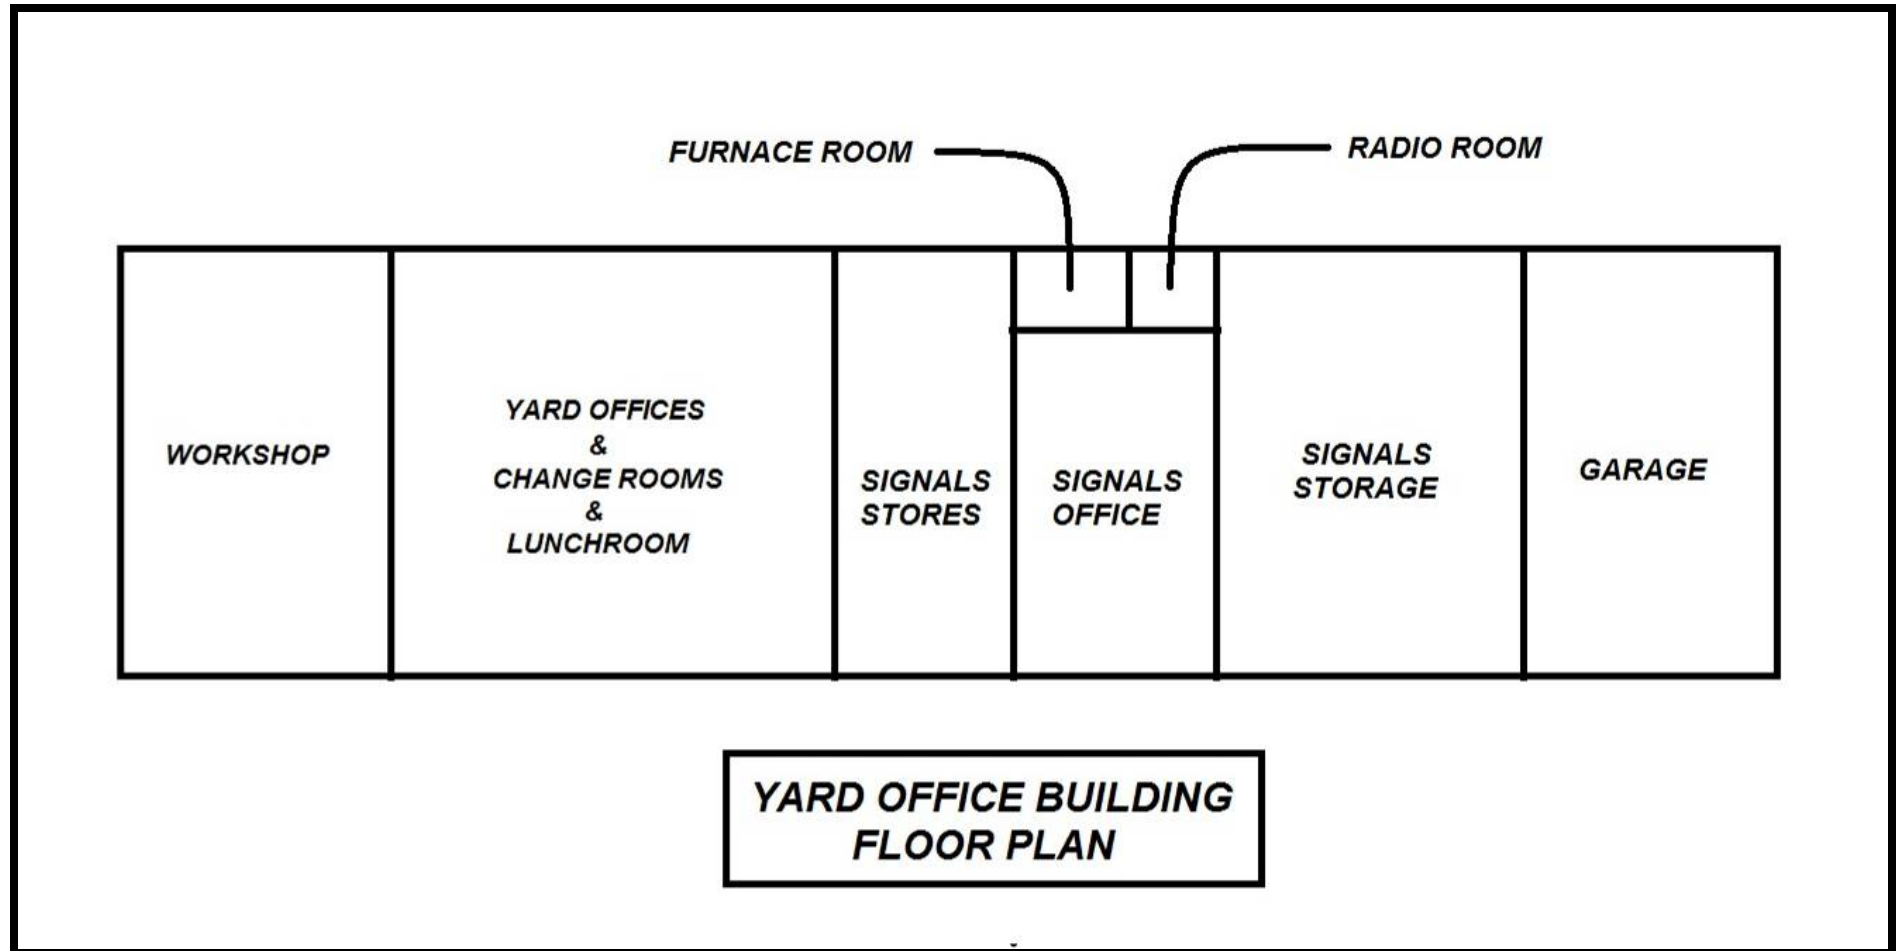 FURNACE ROOM
RADIO ROOM
WORKSHOP
YARD OFFICES
&
CHANGE ROOMS
&
LUNCHROOM
SIGNALS
STORES
SIGNALS
OFFICE
SIGNALS
STORAGE
GARAGE
YARD OFFICE BUILDING
FLOOR PLAN